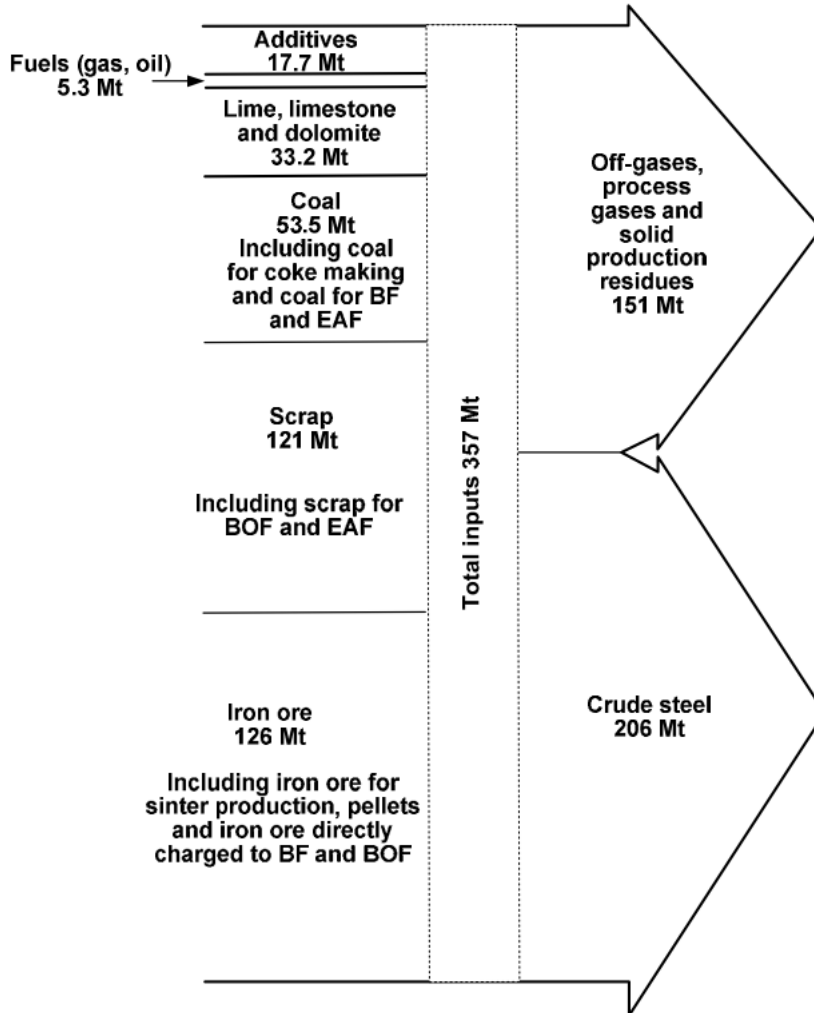 Additives
17.7 Mt
Fuels (gas, oil)
5.3 Mt
Lime, limestone
and dolomite
33.2 Mt
Coal
53.5 Mt
Including coal
for coke making
and coal for BF
and EAF
Scrap
121 Mt
Including scrap for
BOF and EAF
Iron ore
126 Mt
Including iron ore for
sinter production, pellets
and iron ore directly
charged to BF and BOF
Total inputs 357 Mt
Off-gases,
process
gases and
solid
production
residues
151 Mt
Crude steel
206 Mt